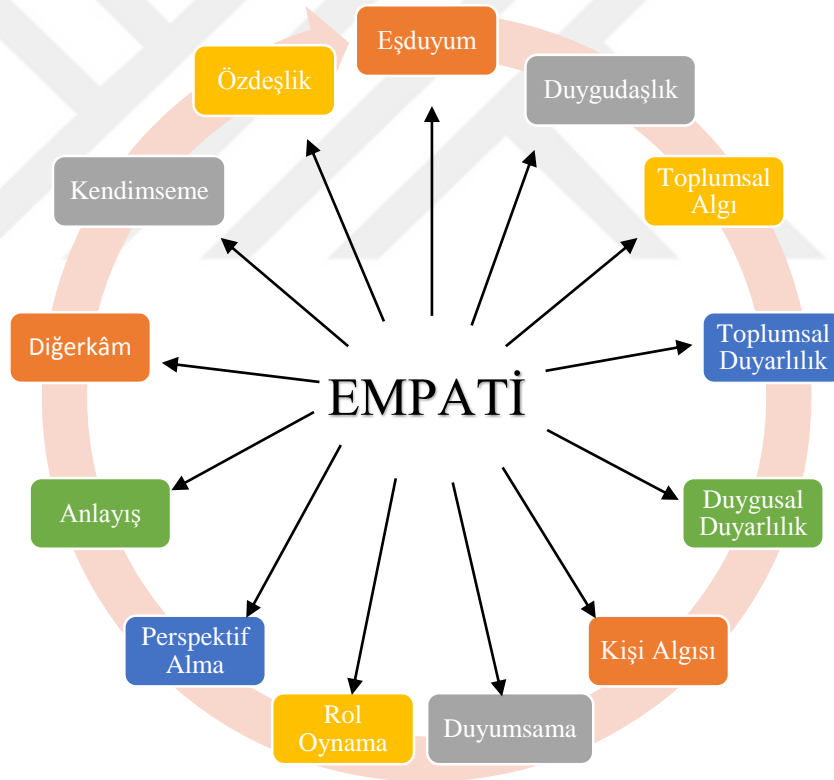 Eşduyum
Duygudaşlık
Toplumsal
Algı
Toplumsal
Duyarlılık
Duygusal
Duyarlılık
Kişi Algısı
Duyumsama
Rol
Oynama
Perspektif
Alma
Anlayış
Diğerkâm
Kendimseme
Özdeşlik
EMPATİ